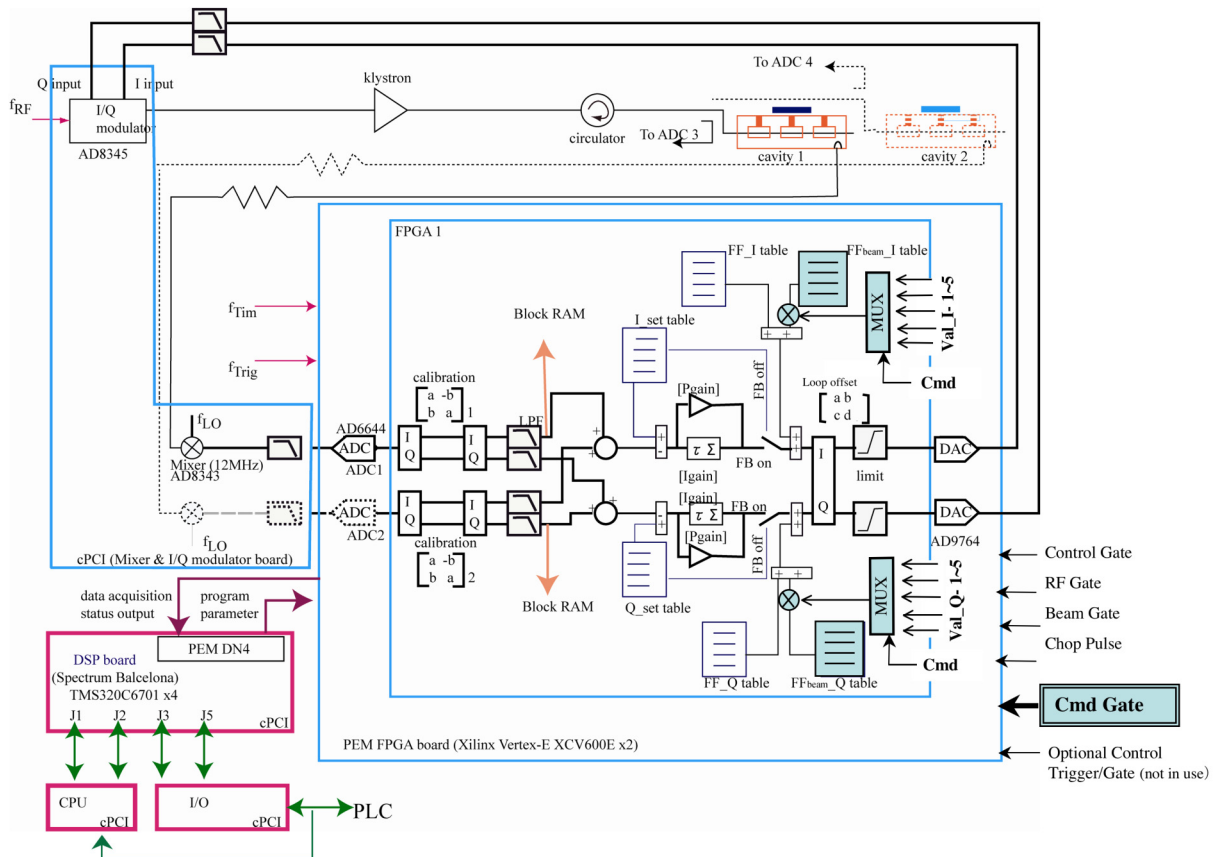 Q input
I input
f_RF
I/Q
modulator
AD8345
klystron
circulator
To ADC 4
To ADC 3
cavity 1
cavity 2
FPGA 1
FF_I table
FFbeam_I table
MUX
Val_I- 1~5
Cmd
f_Tim
f_Trig
Block RAM
I_set table
FB off
calibration
a -b
b a
1
LPF
[Pgain]
Loop offset
a b
c d
+ +
f_LO
Mixer (12MHz)
AD8343
AD6644
ADC
ADC1
I
Q
I
Q
+
+
+
-
τ Σ
FB on
[Igain]
+
+
I
Q
limit
DAC
f_LO
cPCI (Mixer & I/Q modulator board)
ADC
ADC2
I
Q
I
Q
calibration
a -b
b a
2
+
+
-
+
[Igain]
τ Σ
[Pgain]
FB on
FB off
+
+
DAC
AD9764
Block RAM
Q_set table
+ +
MUX
Val_Q- 1~5
Cmd
FF_Q table
FFbeam_Q table
Control Gate
RF Gate
Beam Gate
Chop Pulse
Cmd Gate
Optional Control
Trigger/Gate (not in use)
data acquisition
status output
program
parameter
PEM DN4
DSP board
(Spectrum Balcelona)
TMS320C6701 x4
J1 J2 J3 J5
cPCI
PEM FPGA board (Xilinx Vertex-E XCV600E x2)
CPU
cPCI
I/O
cPCI
PLC